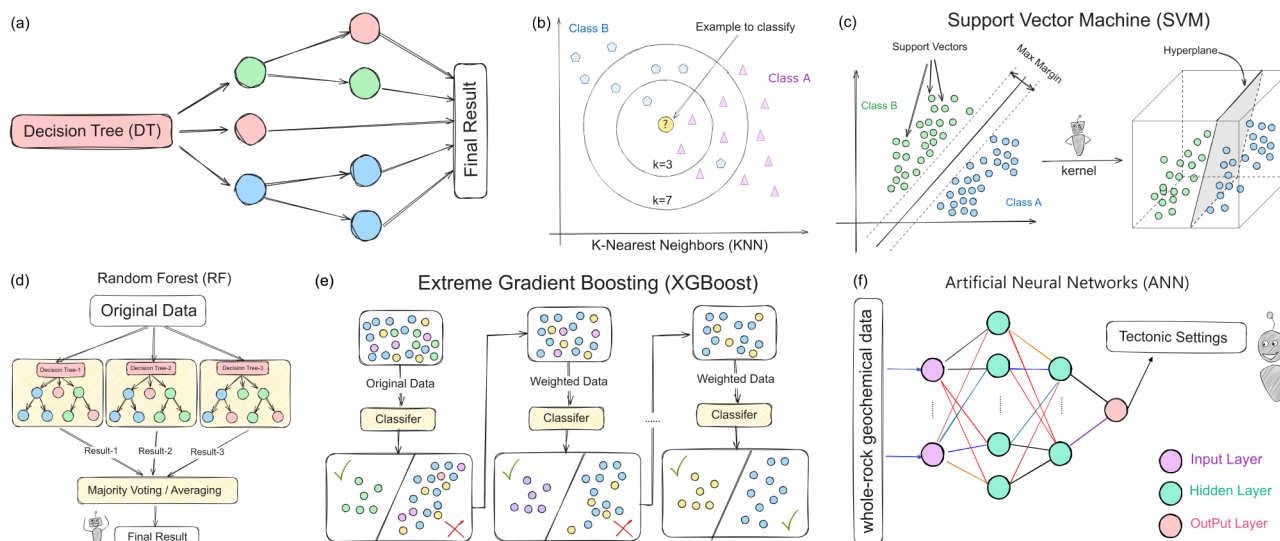 (a)
Decision Tree (DT)
Final Result
(b)
Class B
Example to classify
Class A
?
k=3
k=7
K-Nearest Neighbors (KNN)
(c)
Support Vector Machine (SVM)
Support Vectors
Max Margin
Hyperplane
Class B
kernel
Class A
(d)
Random Forest (RF)
Original Data
Decision Tree-1
Decision Tree-2
Decision Tree-3
Result-1
Result-2
Result-3
Majority Voting / Averaging
Final Result
(e)
Extreme Gradient Boosting (XGBoost)
Original Data
Weighted Data
Weighted Data
Classifer
Classifer
......
Classifer
(f)
Artificial Neural Networks (ANN)
whole-rock geochemical data
Tectonic Settings
Input Layer
Hidden Layer
OutPut Layer